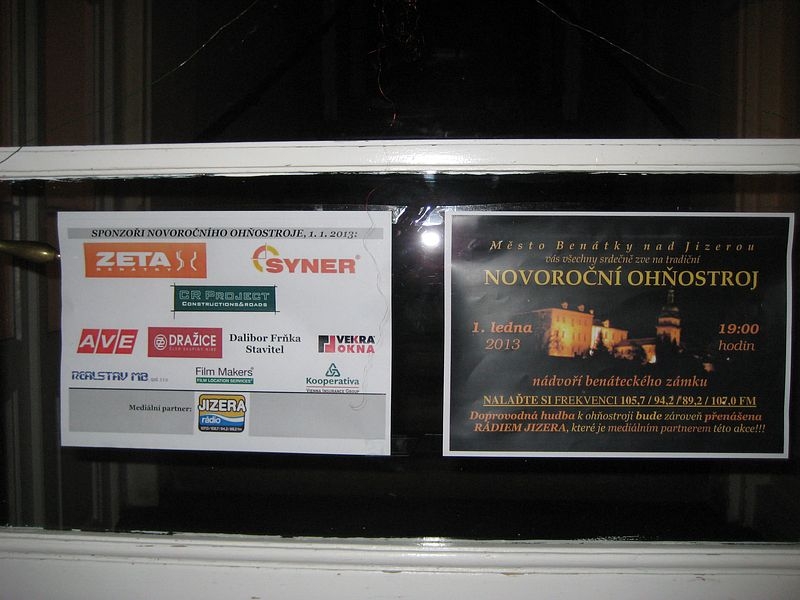 SPONZOŘI NOVOROČNÍHO OHŇOSTROJE, 1. 1. 2013:
ZETA
BENÁTKY
SYNER
CR PROJECT
CONSTRUCTIONS&ROADS
AVE
DRAŽICE
Dalibor Frňka
Stavitel
VEKRA
OKNA
REALSTAV MB
Film Makers
FILM LOCATION SERVICES
Kooperativa
VIENNA INSURANCE GROUP
Mediální partner:
JIZERA
rádio
Město Benátky nad Jizerou
vás všechny srdečně zve na tradiční
NOVOROČNÍ OHŇOSTROJ
1. ledna
2013
19:00
hodin
nádvoří benáteckého zámku
NALAĎTE SI FREKVENCI 105,7 / 94,2 / 89,2 / 107,0 FM
Doprovodná hudba k ohňostroji bude zároveň přenášena
RÁDIEM JIZERA, které je mediálním partnerem této akce!!!